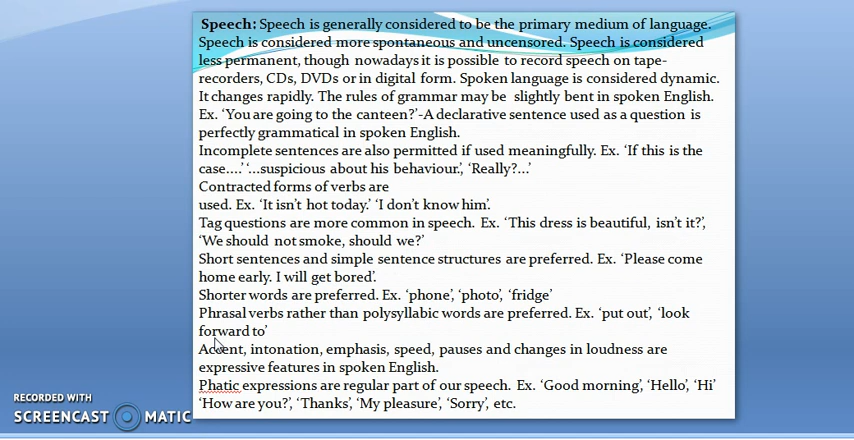 Speech: Speech is generally considered to be the primary medium of language.
Speech is considered more spontaneous and uncensored. Speech is considered
less permanent, though nowadays it is possible to record speech on tape-
recorders, CDs, DVDs or in digital form. Spoken language is considered dynamic.
It changes rapidly. The rules of grammar may be slightly bent in spoken English.
Ex. ‘You are going to the canteen?’-A declarative sentence used as a question is
perfectly grammatical in spoken English.
Incomplete sentences are also permitted if used meaningfully. Ex. ‘If this is the
case....’ ‘...suspicious about his behaviour.’, ‘Really?...’
Contracted forms of verbs are
used. Ex. ‘It isn’t hot today.’ ‘I don’t know him’.
Tag questions are more common in speech. Ex. ‘This dress is beautiful, isn’t it?’,
‘We should not smoke, should we?’
Short sentences and simple sentence structures are preferred. Ex. ‘Please come
home early. I will get bored’.
Shorter words are preferred. Ex. ‘phone’, ‘photo’, ‘fridge’
Phrasal verbs rather than polysyllabic words are preferred. Ex. ‘put out’, ‘look
forward to’
Accent, intonation, emphasis, speed, pauses and changes in loudness are
expressive features in spoken English.
Phatic expressions are regular part of our speech. Ex. ‘Good morning’, ‘Hello’, ‘Hi’
‘How are you?’, ‘Thanks’, ‘My pleasure’, ‘Sorry’, etc.
RECORDED WITH
SCREENCAST MATIC